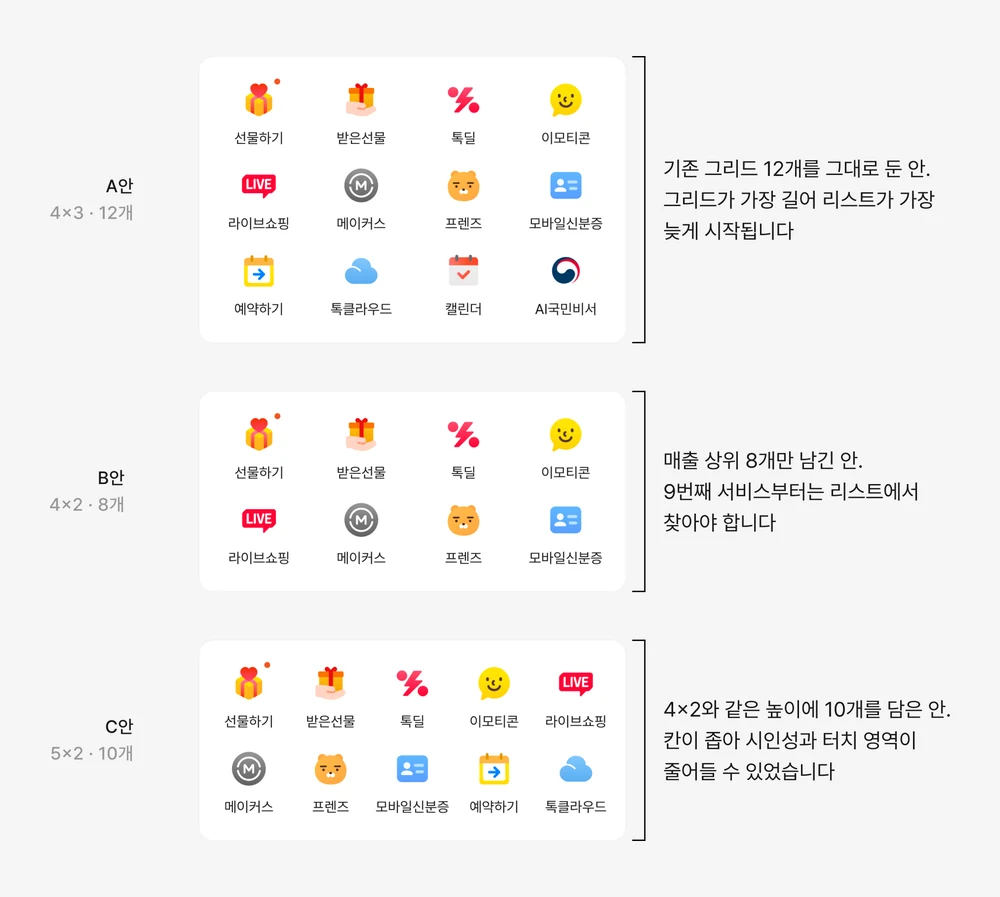 A안
4×3 · 12개
선물하기 받은선물 톡딜 이모티콘
LIVE
라이브쇼핑 메이커스 프렌즈 모바일신분증
예약하기 톡클라우드 캘린더 AI국민비서
기존 그리드 12개를 그대로 둔 안.
그리드가 가장 길어 리스트가 가장
늦게 시작됩니다
B안
4×2 · 8개
선물하기 받은선물 톡딜 이모티콘
LIVE M
라이브쇼핑 메이커스 프렌즈 모바일신분증
매출 상위 8개만 남긴 안.
9번째 서비스부터는 리스트에서
찾아야 합니다
C안
5×2 · 10개
LIVE
선물하기 받은선물 톡딜 이모티콘 라이브쇼핑
M
메이커스 프렌즈 모바일신분증 예약하기 톡클라우드
4×2와 같은 높이에 10개를 담은 안.
칸이 좁아 시인성과 터치 영역이
줄어들 수 있었습니다